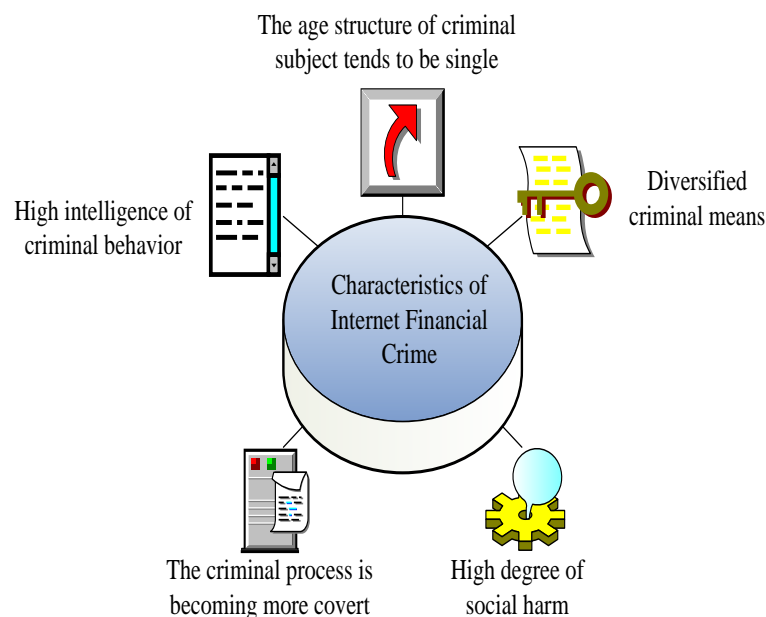 The age structure of criminal
subject tends to be single
High intelligence of
criminal behavior
Diversified
criminal means
Characteristics of
Internet Financial
Crime
The criminal process is
becoming more covert
High degree of
social harm